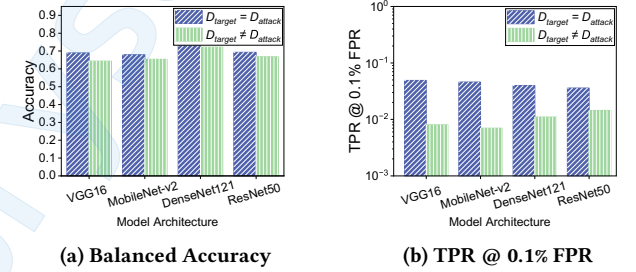 0.9
0.8
0.7
0.6
0.5
0.4
0.3
0.2
0.1
0.0
Accuracy
D_target = D_attack
D_target ≠ D_attack
VGG16
MobileNet-v2
DenseNet121
ResNet50
Model Architecture
(a) Balanced Accuracy
10⁰
10⁻¹
10⁻²
10⁻³
TPR @ 0.1% FPR
D_target = D_attack
D_target ≠ D_attack
VGG16
MobileNet-v2
DenseNet121
ResNet50
Model Architecture
(b) TPR @ 0.1% FPR